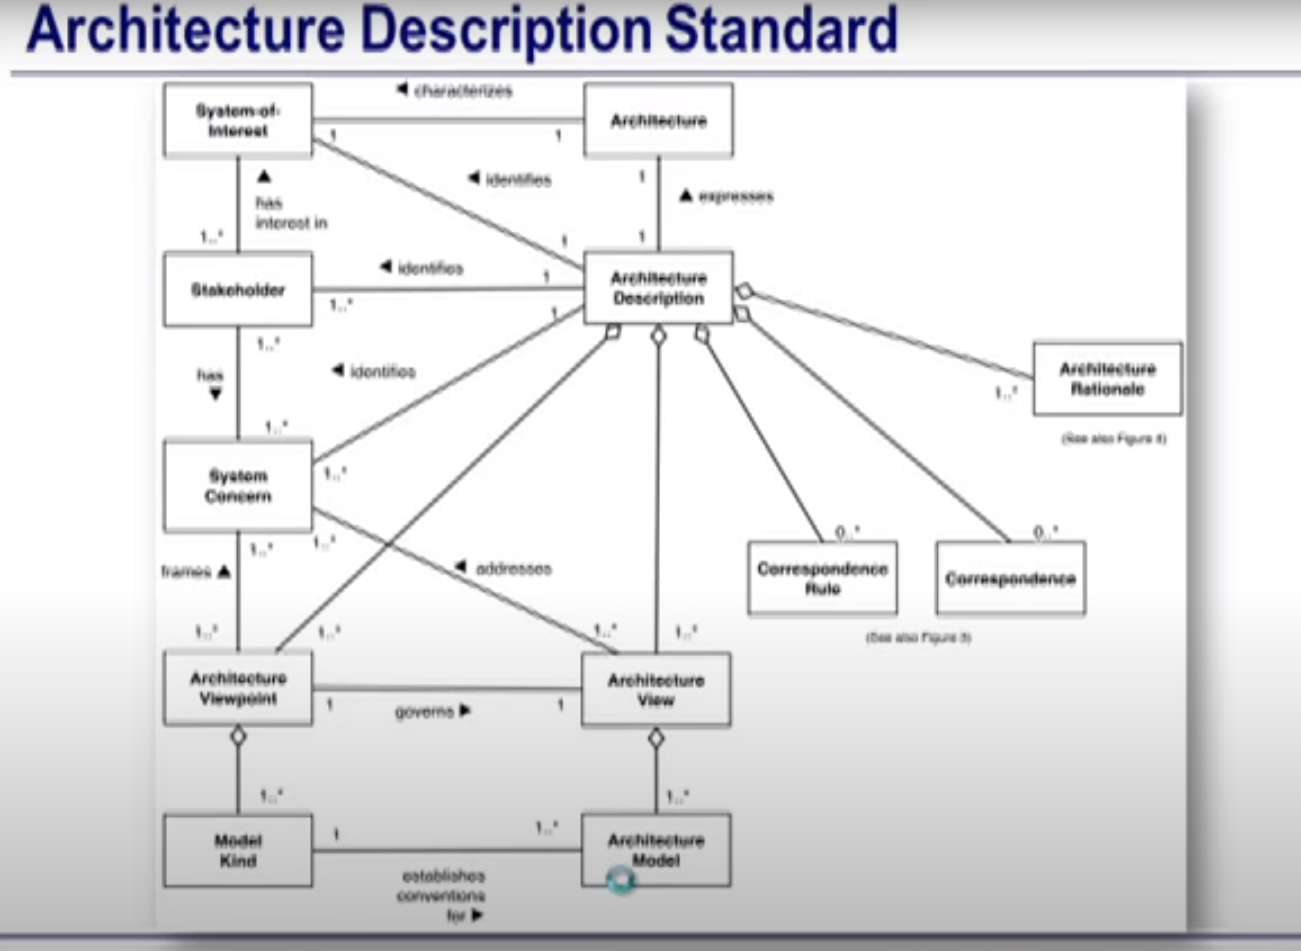 Architecture Description Standard
◄ characterizes
System-of-
Interest
Architecture
1
1
◄ identifies
1
▲ expresses
▲
has
interest in
1..*
1
1
◄ identifies
1
Architecture
Description
Stakeholder
1..*
1
1..*
has
▼
◄ identifies
Architecture
Rationale
1..*
(See also Figure 4)
1..*
System
Concern
1..*
1..*
1..*
0..*
0..*
frames ▲
◄ addresses
Correspondence
Rule
Correspondence
1..*
1..*
1..*
1..*
(See also Figure 5)
Architecture
Viewpoint
Architecture
View
1
governs ►
1
1..*
1..*
Model
Kind
1
1..*
Architecture
Model
establishes
conventions
for ►